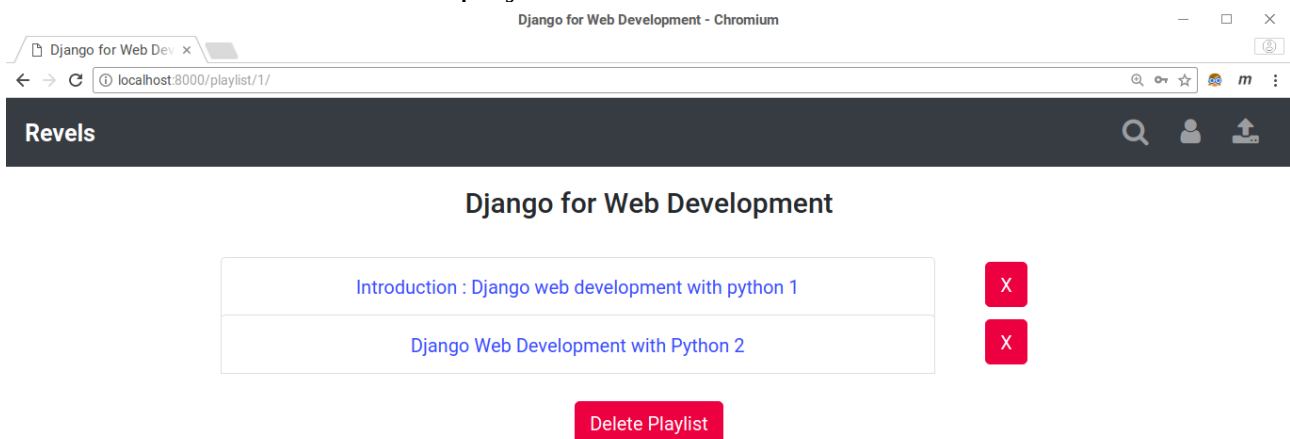 Django for Web Development - Chromium
Django for Web Dev
localhost:8000/playlist/1/
m
Revels
Django for Web Development
Introduction : Django web development with python 1
X
Django Web Development with Python 2
X
Delete Playlist